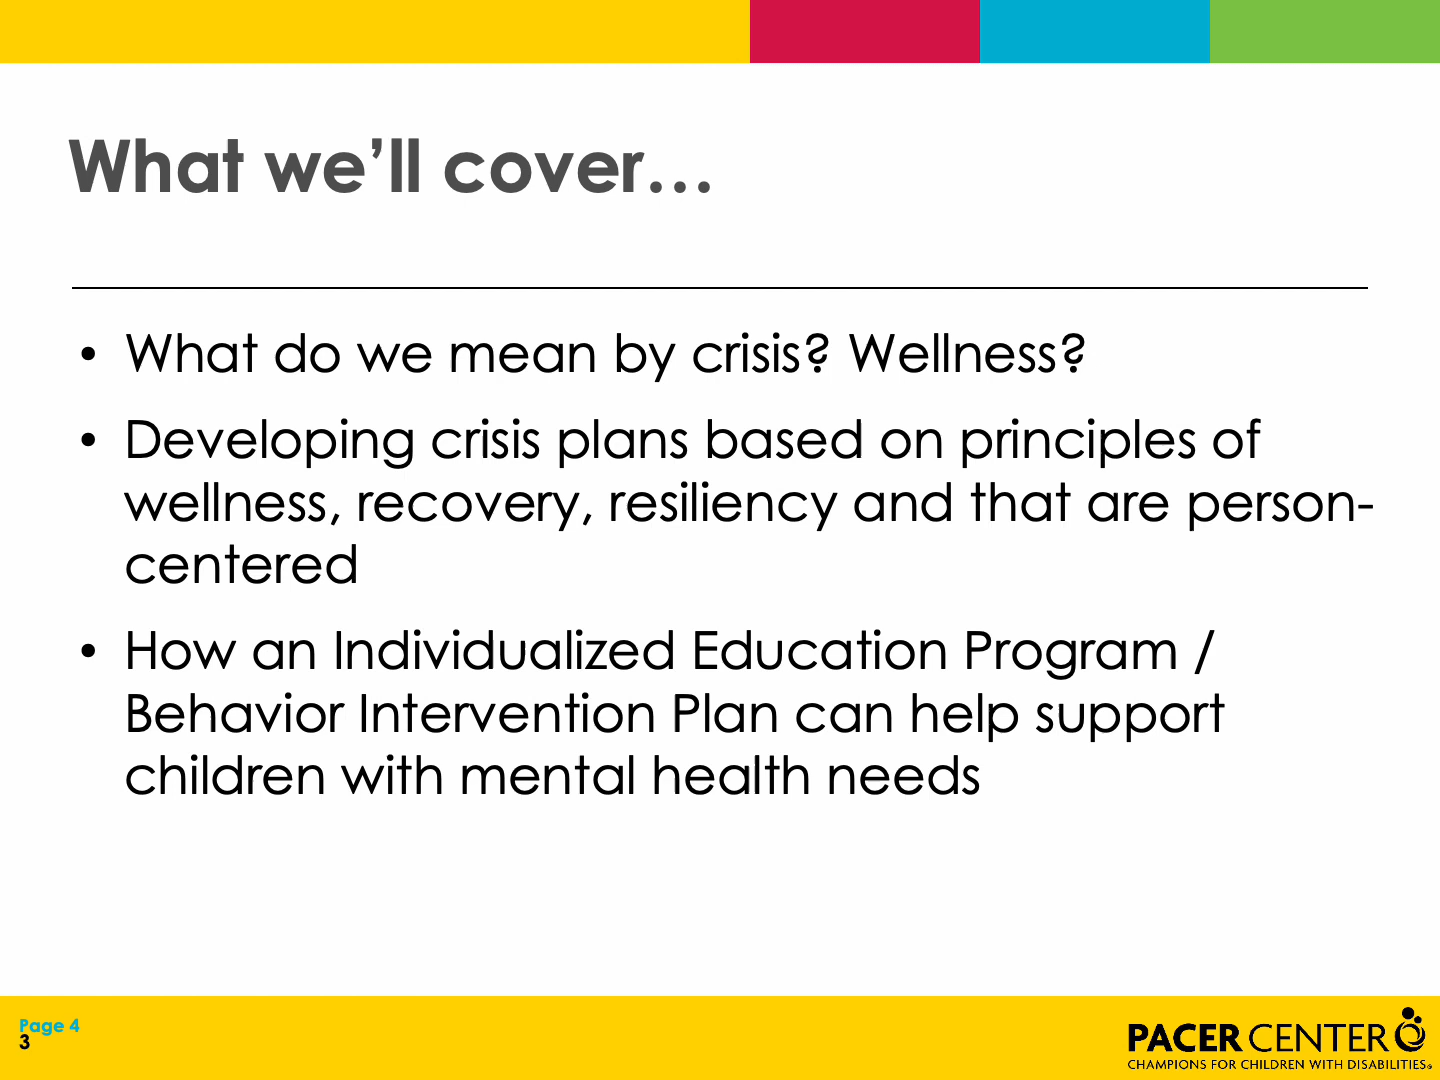 What we’ll cover…
• What do we mean by crisis? Wellness?
• Developing crisis plans based on principles of
wellness, recovery, resiliency and that are person-
centered
• How an Individualized Education Program /
Behavior Intervention Plan can help support
children with mental health needs
Page 4
3
PACER CENTER
CHAMPIONS FOR CHILDREN WITH DISABILITIES®